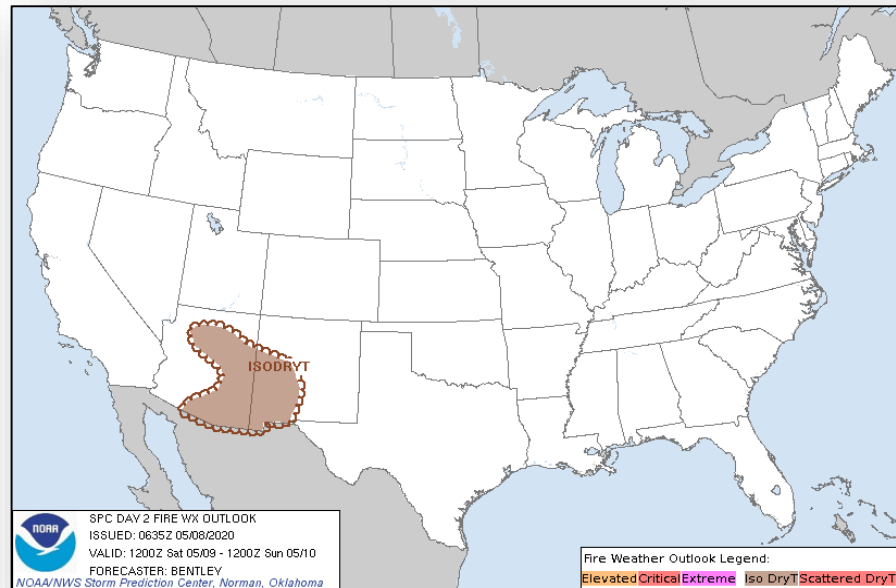 ISODRYT
NOAA
SPC DAY 2 FIRE WX OUTLOOK
ISSUED: 0635Z 05/08/2020
VALID: 1200Z Sat 05/09 - 1200Z Sun 05/10
FORECASTER: BENTLEY
NOAA/NWS Storm Prediction Center, Norman, Oklahoma
Fire Weather Outlook Legend:
Elevated Critical Extreme Iso DryT Scattered DryT